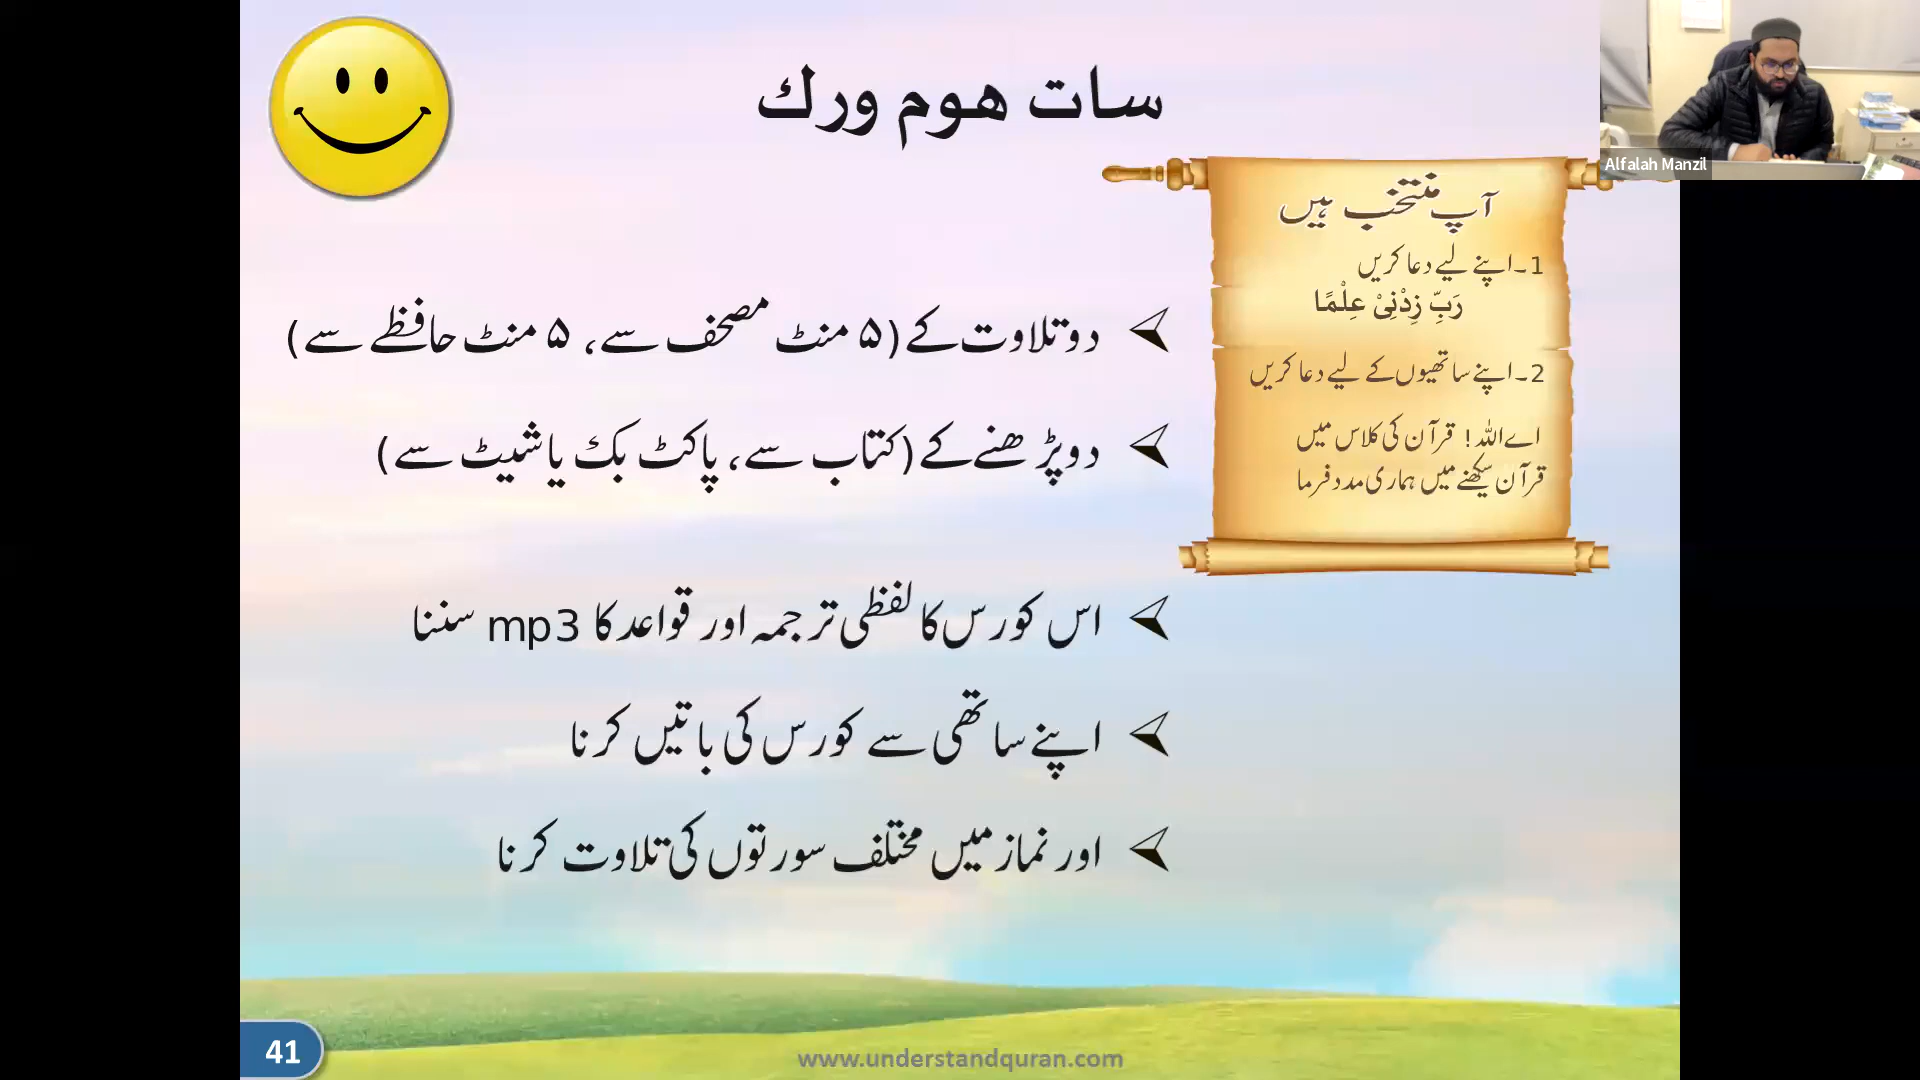 سات ہوم ورک
Alfalah Manzil
آپ منتخب ہیں
1۔ اپنے لیے دعا کریں
رَبِّ زِدْنِیْ عِلْمًا
2۔ اپنے ساتھیوں کے لیے دعا کریں
اے اللہ! قرآن کی کلاس میں
قرآن سیکھنے میں ہماری مدد فرما
دو تلاوت کے (۵ منٹ مصحف سے، ۵ منٹ حافظے سے)
دو پڑھنے کے (کتاب سے، پاکٹ بک یا شیٹ سے)
اس کورس کا لفظی ترجمہ اور قواعد کا mp3 سننا
اپنے ساتھی سے کورس کی باتیں کرنا
اور نماز میں مختلف سورتوں کی تلاوت کرنا
41
www.understandquran.com